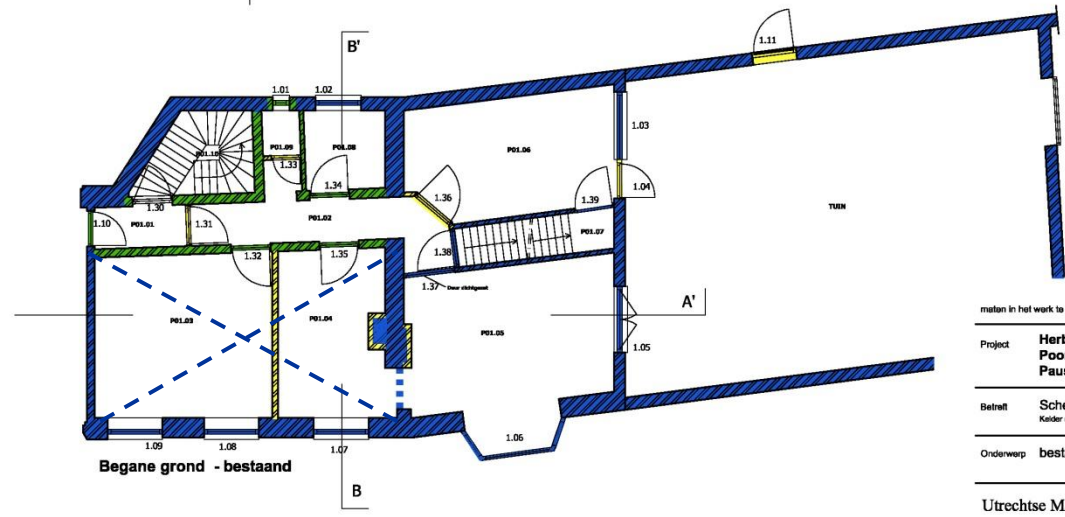 B'
1.11
1.01
1.02
1.03
P01.10
P01.09
P01.08
P01.06
1.33
1.34
1.04
1.30
1.36
1.39
TUIN
1.10
P01.01
1.31
P01.02
P01.07
1.38
1.32
1.35
1.37
Deur dichtgezet
A'
P01.03
P01.04
P01.05
1.05
1.09
1.08
1.07
1.06
Begane grond - bestaand
B
maten in het werk te
Project
Herb
Poor
Paus
Betreft
Sche
Kelder
Onderwerp
best
Utrechtse M